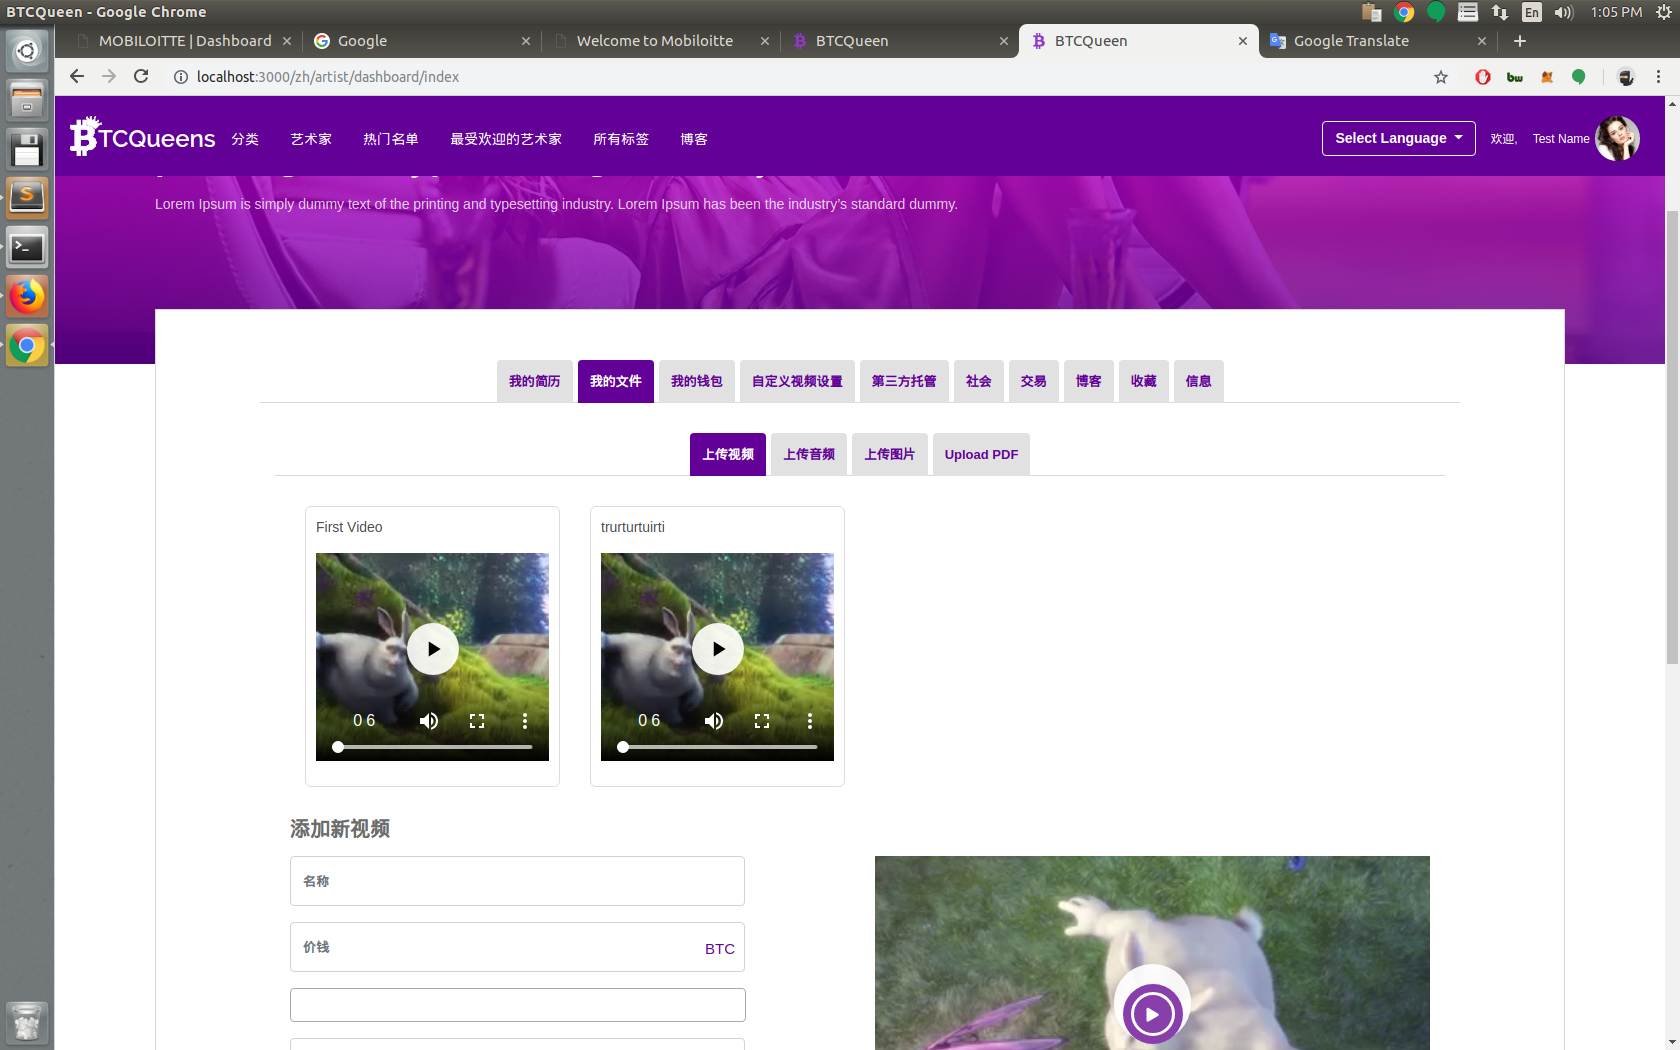 BTCQueen - Google Chrome
En
1:05 PM
MOBILOITTE | Dashboard
Google
Welcome to Mobiloitte
BTCQueen
BTCQueen
Google Translate
localhost:3000/zh/artist/dashboard/index
bw
BTCQueens
分类
艺术家
热门名单
最受欢迎的艺术家
所有标签
博客
Select Language
欢迎,
Test Name
Lorem Ipsum is simply dummy text of the printing and typesetting industry. Lorem Ipsum has been the industry's standard dummy.
我的简历
我的文件
我的钱包
自定义视频设置
第三方托管
社会
交易
博客
收藏
信息
上传视频
上传音频
上传图片
Upload PDF
First Video
trurturtuirti
0 6
0 6
添加新视频
名称
价钱
BTC